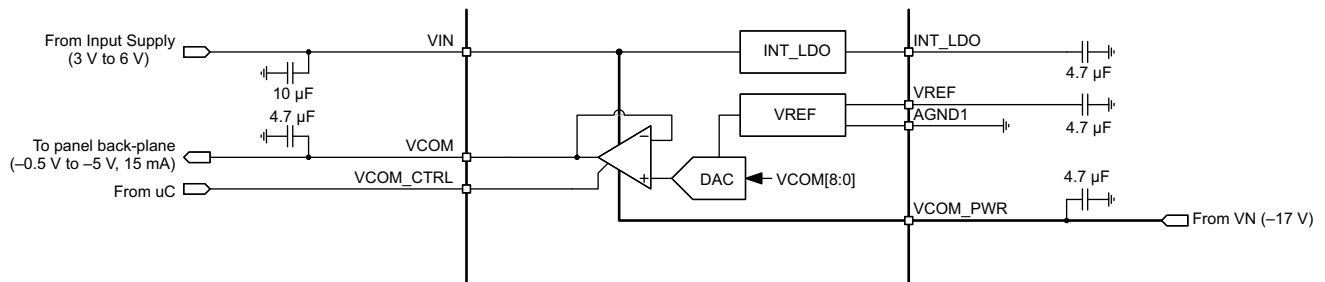 From Input Supply
(3 V to 6 V)
VIN
INT_LDO
INT_LDO
10 µF
4.7 µF
VREF
VREF
AGND1
4.7 µF
4.7 µF
To panel back-plane
(–0.5 V to –5 V, 15 mA)
VCOM
–
+
DAC
VCOM[8:0]
From uC
VCOM_CTRL
4.7 µF
VCOM_PWR
From VN (–17 V)